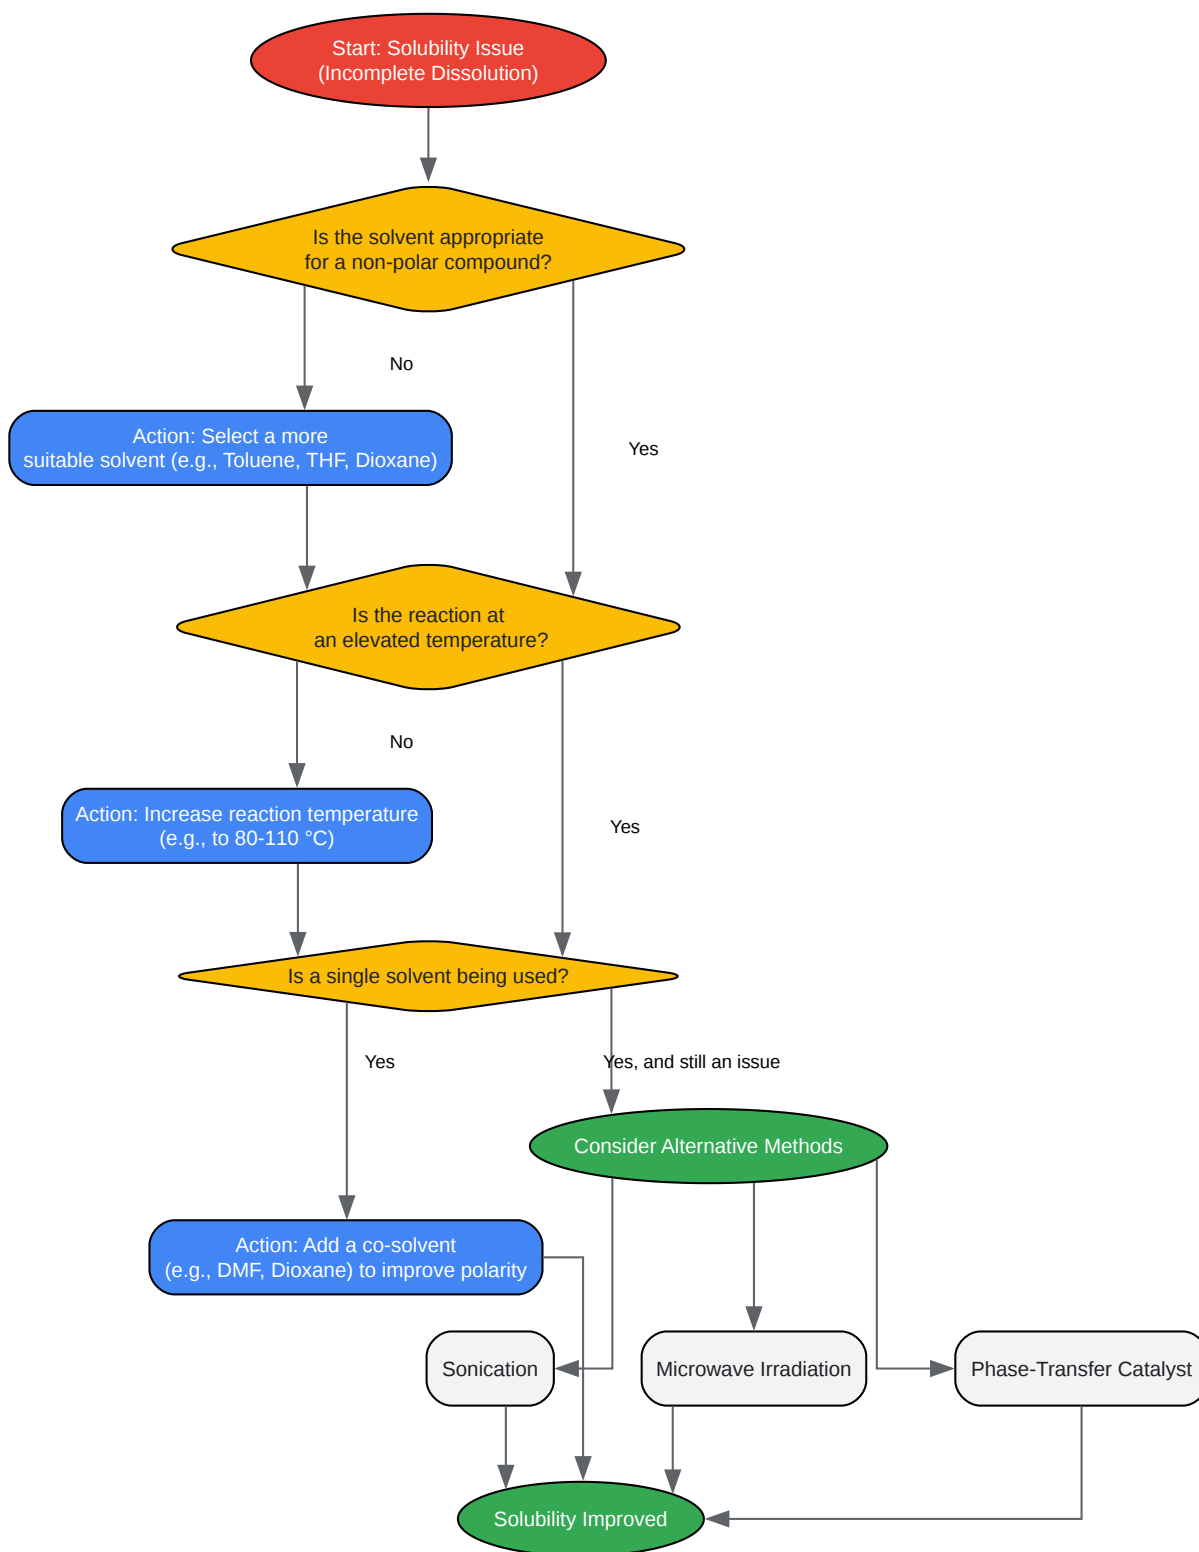 Start: Solubility Issue
(Incomplete Dissolution)
Is the solvent appropriate
for a non-polar compound?
No
Action: Select a more
suitable solvent (e.g., Toluene, THF, Dioxane)
Yes
Is the reaction at
an elevated temperature?
No
Action: Increase reaction temperature
(e.g., to 80-110 °C)
Yes
Is a single solvent being used?
Yes
Yes, and still an issue
Consider Alternative Methods
Action: Add a co-solvent
(e.g., DMF, Dioxane) to improve polarity
Sonication
Microwave Irradiation
Phase-Transfer Catalyst
Solubility Improved